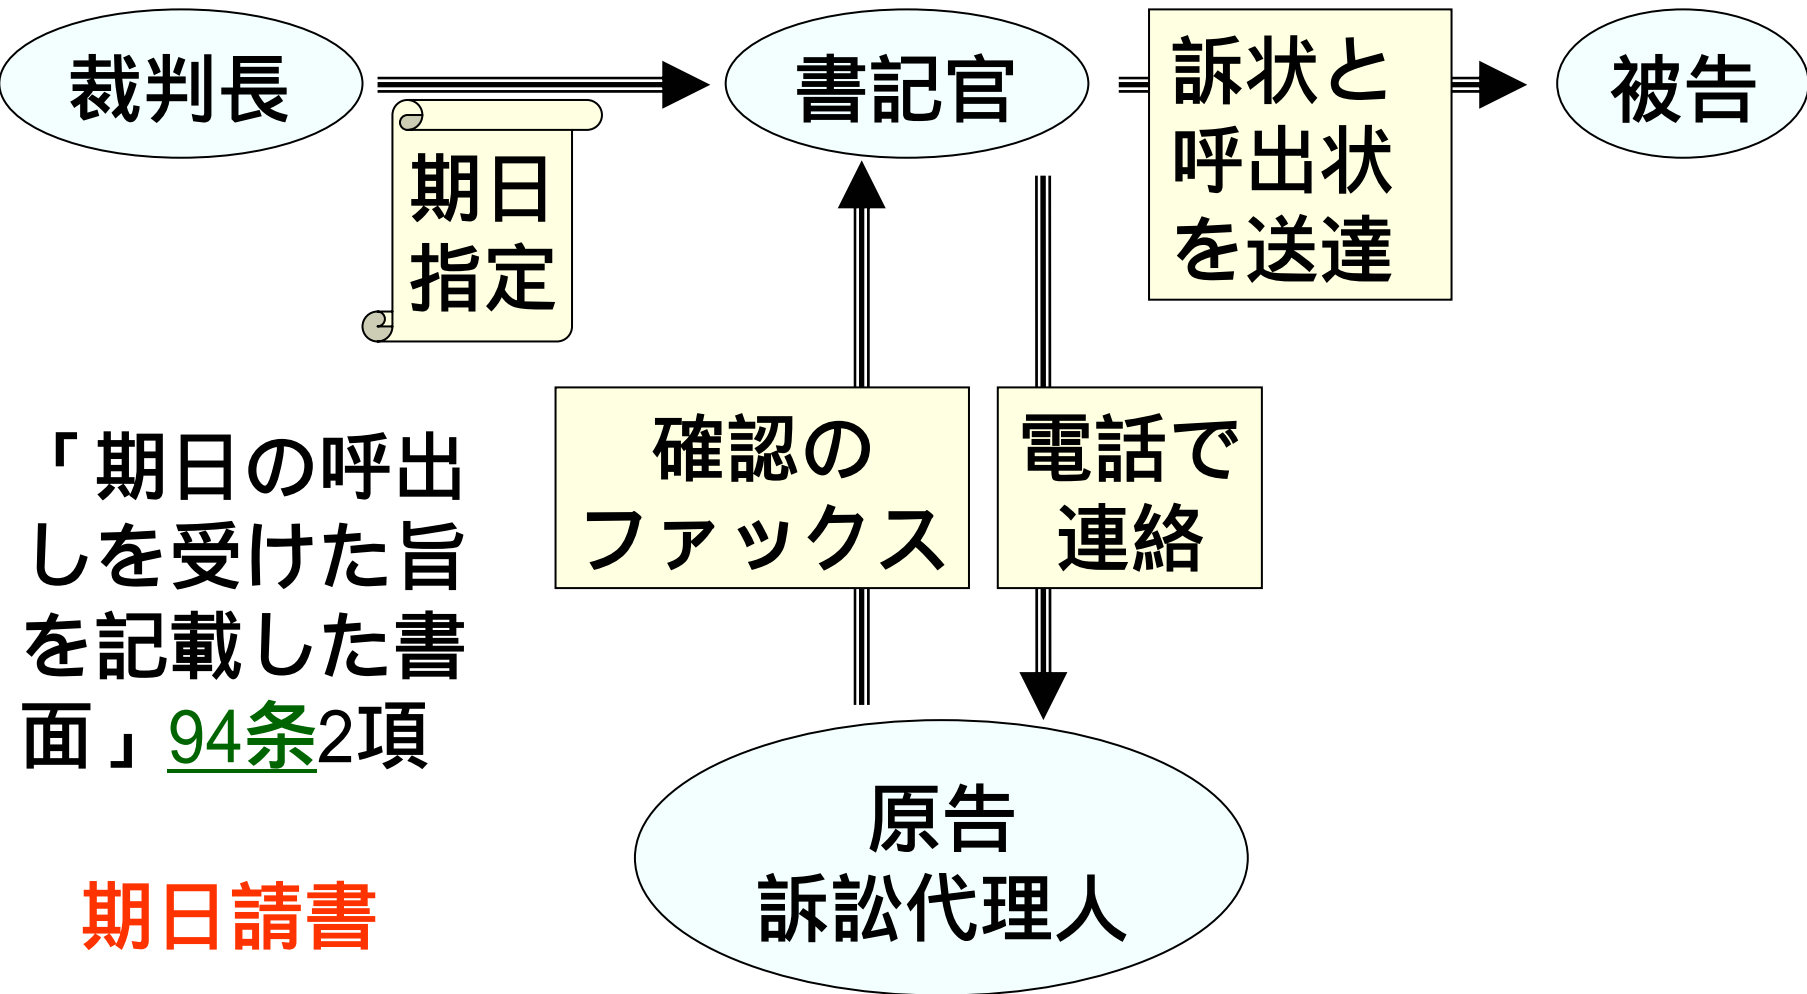 裁判長
書記官
被告
期日
指定
訴状と
呼出状
を送達
確認の
ファックス
電話で
連絡
「期日の呼出
しを受けた旨
を記載した書
面」94条2項
期日請書
原告
訴訟代理人